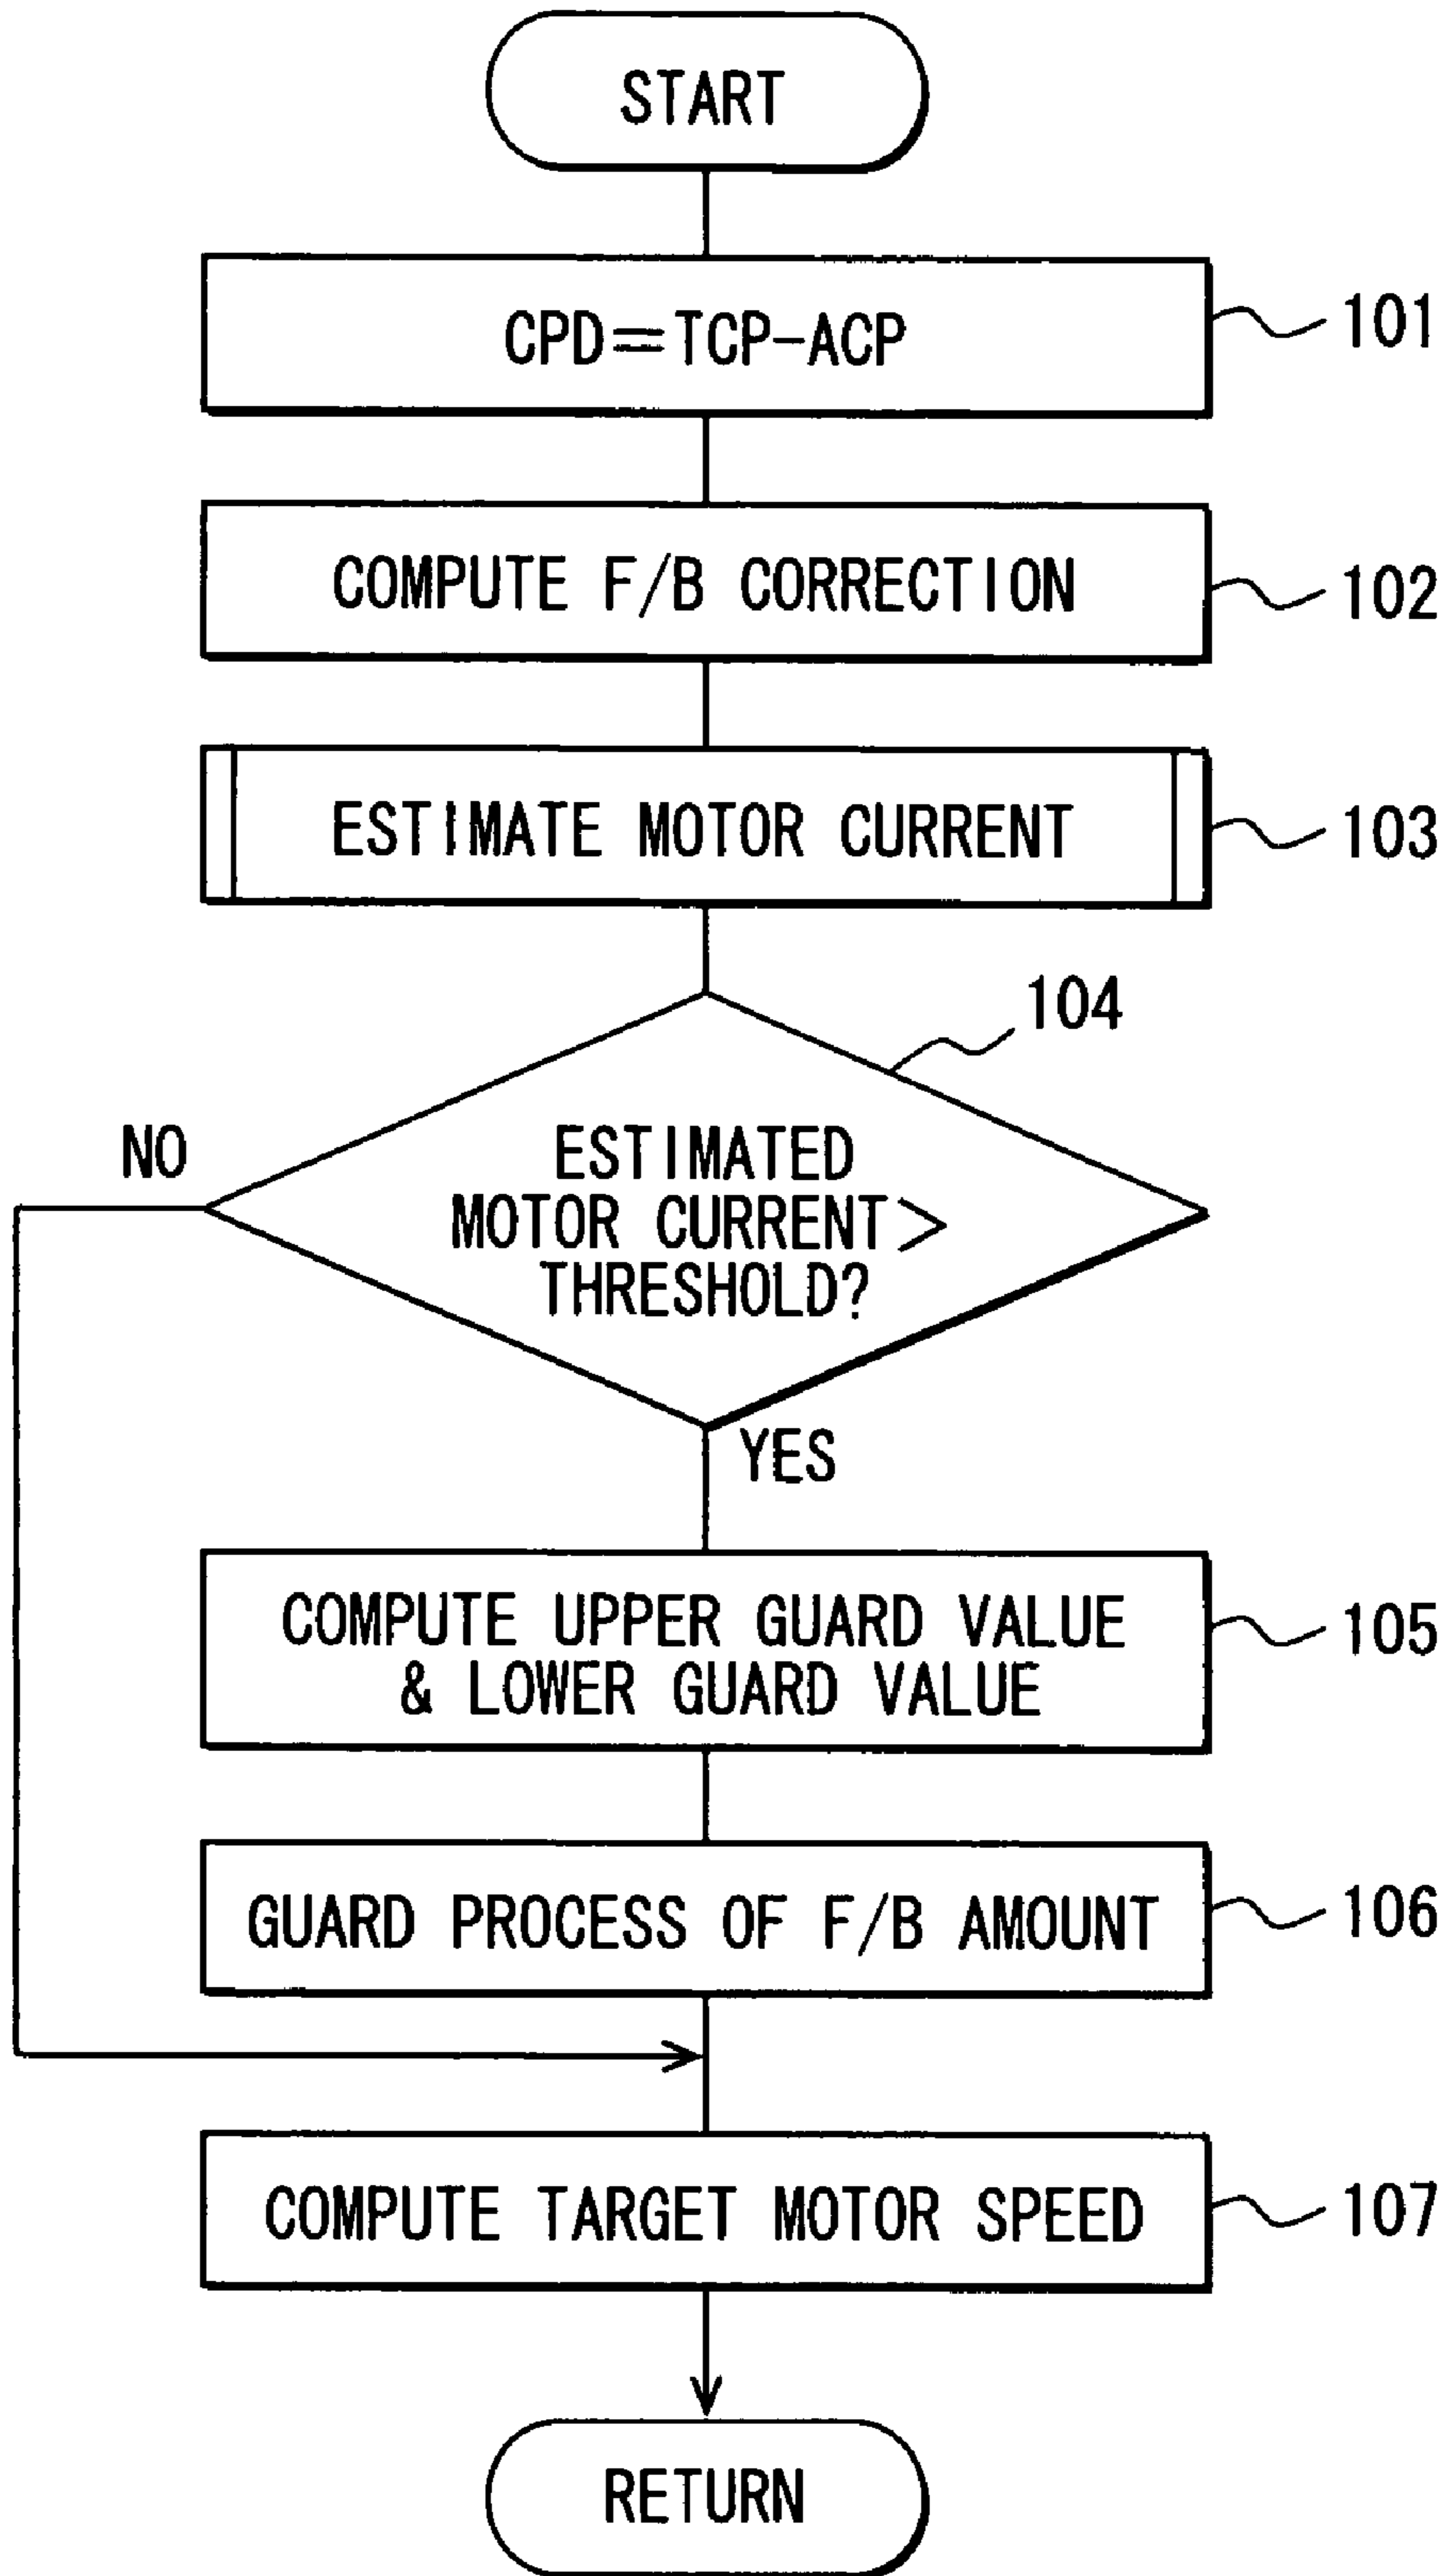 START
CPD=TCP-ACP
101
COMPUTE F/B CORRECTION
102
ESTIMATE MOTOR CURRENT
103
104
NO
ESTIMATED
MOTOR CURRENT>
THRESHOLD?
YES
COMPUTE UPPER GUARD VALUE
& LOWER GUARD VALUE
105
GUARD PROCESS OF F/B AMOUNT
106
COMPUTE TARGET MOTOR SPEED
107
RETURN